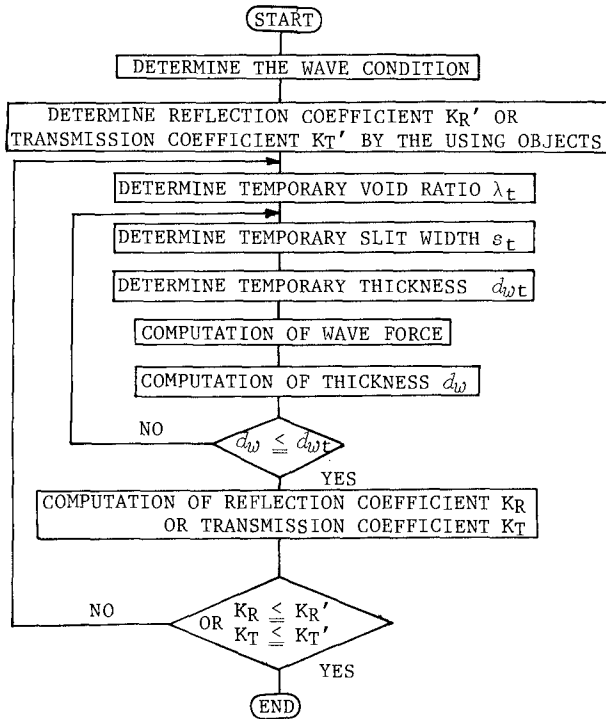 START
DETERMINE THE WAVE CONDITION
DETERMINE REFLECTION COEFFICIENT KR' OR
TRANSMISSION COEFFICIENT KT' BY THE USING OBJECTS
DETERMINE TEMPORARY VOID RATIO λt
DETERMINE TEMPORARY SLIT WIDTH st
DETERMINE TEMPORARY THICKNESS dwt
COMPUTATION OF WAVE FORCE
COMPUTATION OF THICKNESS dw
NO
dw ≦ dwt
YES
COMPUTATION OF REFLECTION COEFFICIENT KR
OR TRANSMISSION COEFFICIENT KT
NO
OR KR ≦ KR'
KT ≦ KT'
YES
END